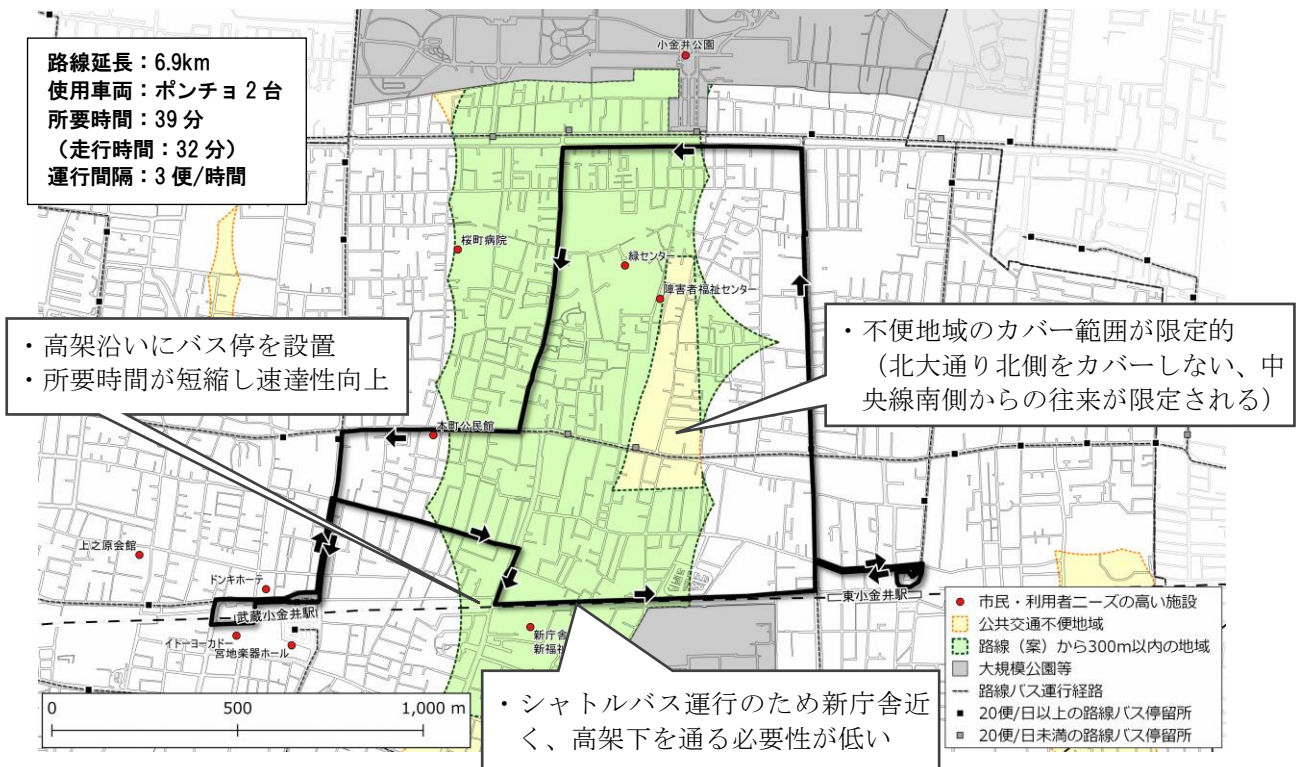 路線延長：6.9km
使用車両：ポンチョ 2 台
所要時間：39 分
（走行時間：32 分）
運行間隔：3 便/時間
小金井公園
桜町病院
緑センター
障害者福祉センター
・高架沿いにバス停を設置
・所要時間が短縮し速達性向上
・不便地域のカバー範囲が限定的
（北大通り北側をカバーしない、中
央線南側からの往来が限定される）
本町公民館
上之原会館
ドンキホーテ
武蔵小金井駅
イトーヨーカドー
宮地楽器ホール
新庁舎
新福祉
東小金井駅
・シャトルバス運行のため新庁舎近
く、高架下を通る必要性が低い
市民・利用者ニーズの高い施設
公共交通不便地域
路線（案）から300m以内の地域
大規模公園等
路線バス運行経路
20便/日以上の路線バス停留所
20便/日未満の路線バス停留所
0 500 1,000 m